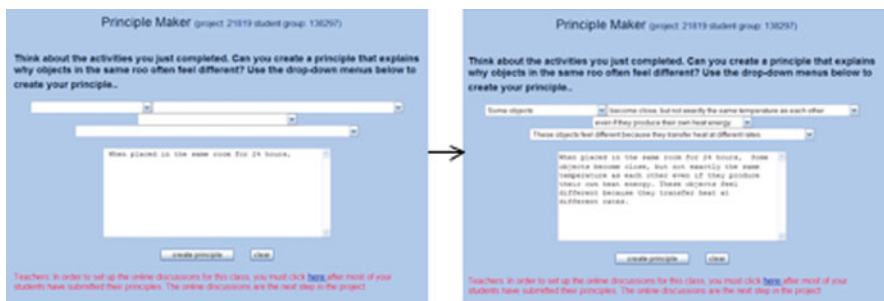 Principle Maker (project: 21819 student group: 138297)
Think about the activities you just completed. Can you create a principle that explains
why objects in the same roo often feel different? Use the drop-down menus below to
create your principle..
When placed in the same room for 24 hours,
create principle
clear
Teachers: In order to set up the online discussions for this class, you must click here after most of your
students have submitted their principles. The online discussions are the next step in the project
Principle Maker (project: 21819 student group: 138297)
Think about the activities you just completed. Can you create a principle that explains
why objects in the same roo often feel different? Use the drop-down menus below to
create your principle..
Some objects
become close, but not exactly the same temperature as each other
even if they produce their own heat energy
These objects feel different because they transfer heat at different rates
When placed in the same room for 24 hours, Some
objects become close, but not exactly the same
temperature as each other even if they produce
their own heat energy. These objects feel
different because they transfer heat at
different rates.
create principle
clear
Teachers: In order to set up the online discussions for this class, you must click here after most of your
students have submitted their principles. The online discussions are the next step in the project